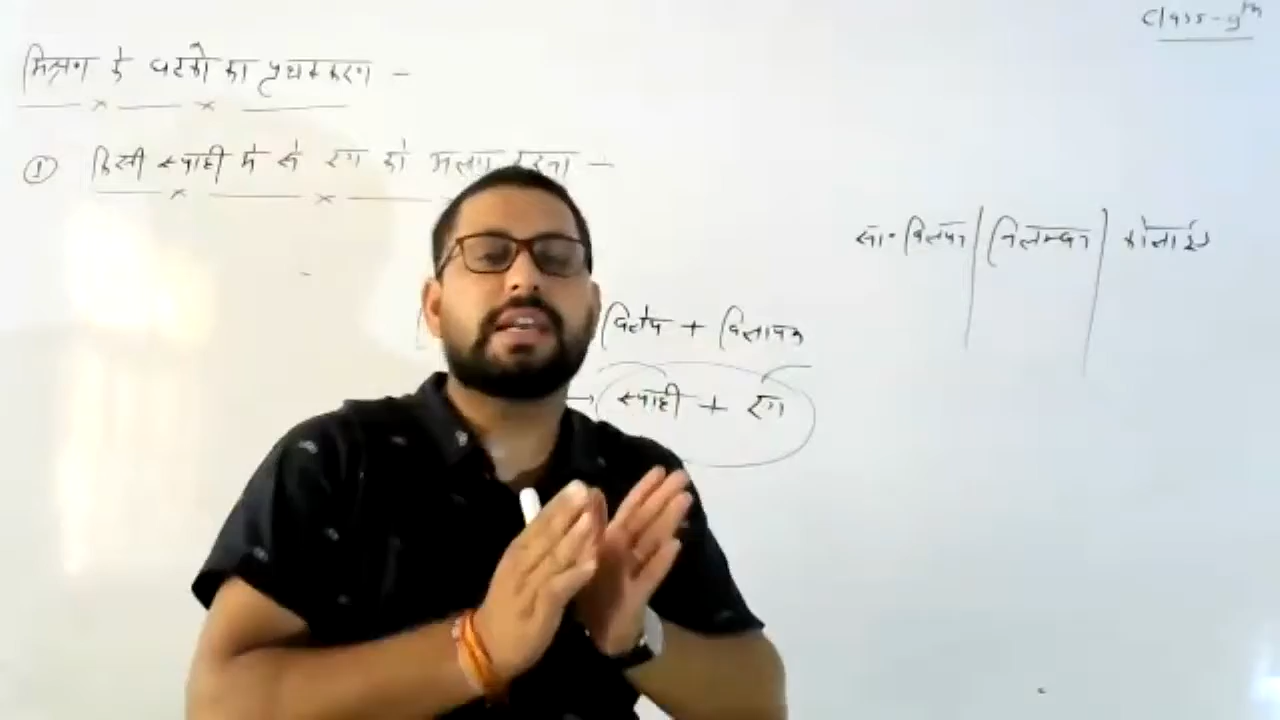 Class-9th
मिश्रण के घटको का पृथक्करण -
① किसी स्याही में से रंग को अलग करना -
वा. विलयन | निलम्बन | कोलाइड
विलेय + विलायक
→ स्याही + रंग